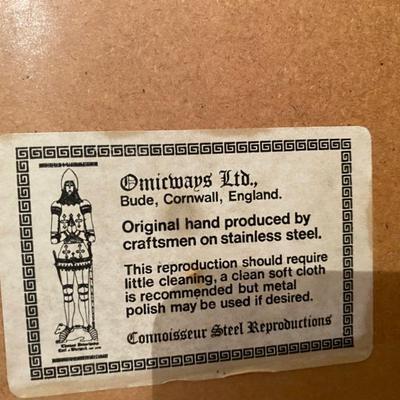 Omicways Ltd.,
Bude, Cornwall, England.
Original hand produced by
craftsmen on stainless steel.
This reproduction should require
little cleaning, a clean soft cloth
is recommended but metal
polish may be used if desired.
Connoisseur Steel Reproductions